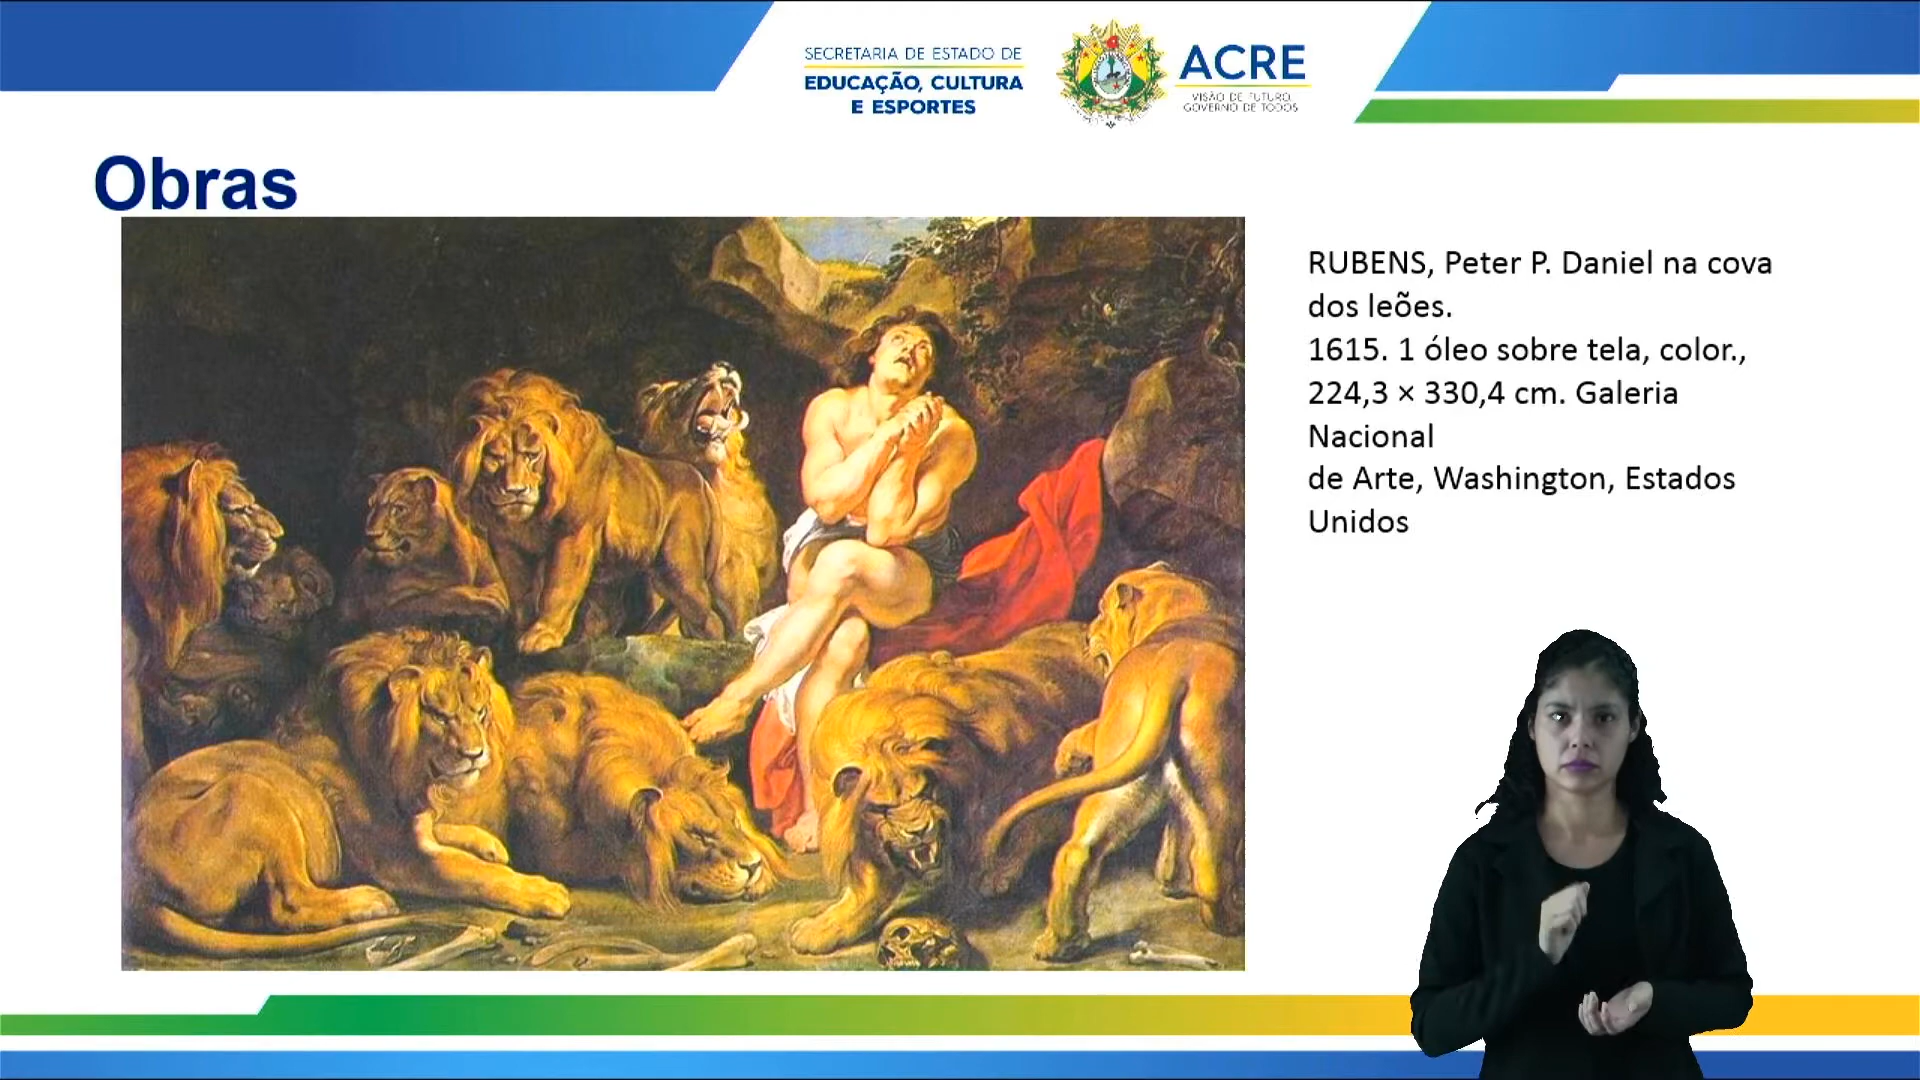 SECRETARIA DE ESTADO DE
EDUCAÇÃO, CULTURA
E ESPORTES
ACRE
VISÃO DE FUTURO,
GOVERNO DE TODOS
Obras
RUBENS, Peter P. Daniel na cova
dos leões.
1615. 1 óleo sobre tela, color.,
224,3 × 330,4 cm. Galeria
Nacional
de Arte, Washington, Estados
Unidos